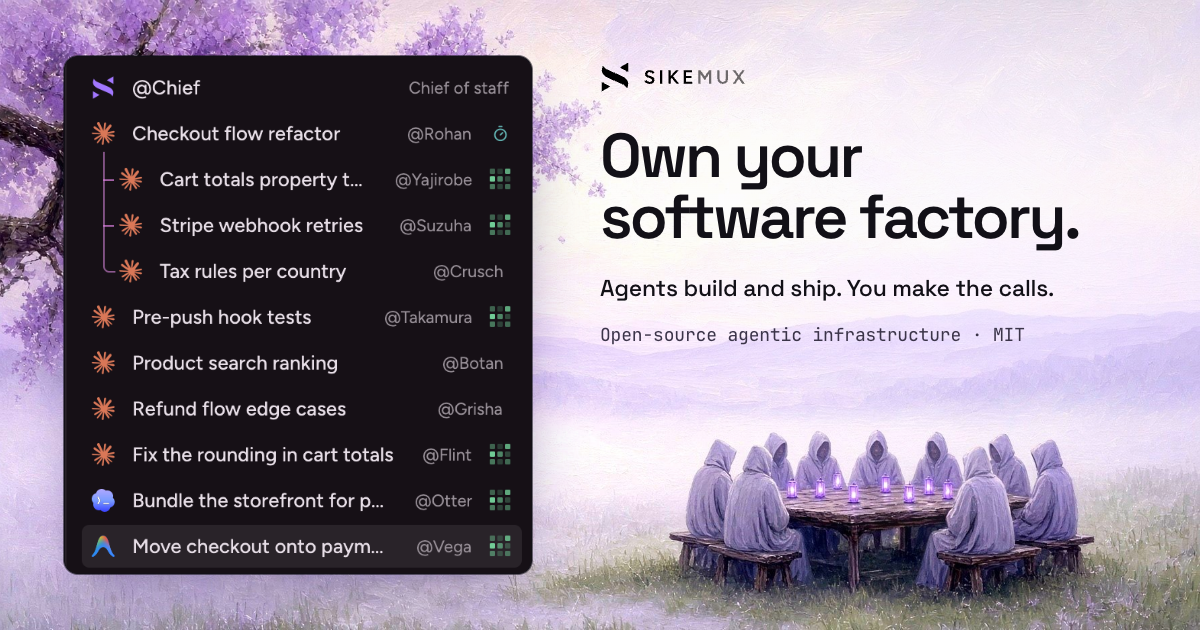 @Chief Chief of staff
Checkout flow refactor @Rohan
Cart totals property t... @Yajirobe
Stripe webhook retries @Suzuha
Tax rules per country @Crusch
Pre-push hook tests @Takamura
Product search ranking @Botan
Refund flow edge cases @Grisha
Fix the rounding in cart totals @Flint
Bundle the storefront for p... @Otter
Move checkout onto paym... @Vega
SIKEMUX
Own your
software factory.
Agents build and ship. You make the calls.
Open-source agentic infrastructure · MIT